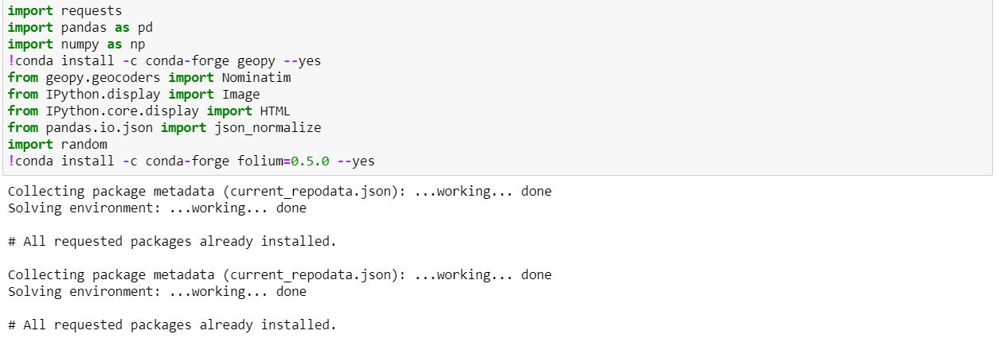 import requests
import pandas as pd
import numpy as np
!conda install -c conda-forge geopy --yes
from geopy.geocoders import Nominatim
from IPython.display import Image
from IPython.core.display import HTML
from pandas.io.json import json_normalize
import random
!conda install -c conda-forge folium=0.5.0 --yes
Collecting package metadata (current_repodata.json): ...working... done
Solving environment: ...working... done
# All requested packages already installed.
Collecting package metadata (current_repodata.json): ...working... done
Solving environment: ...working... done
# All requested packages already installed.